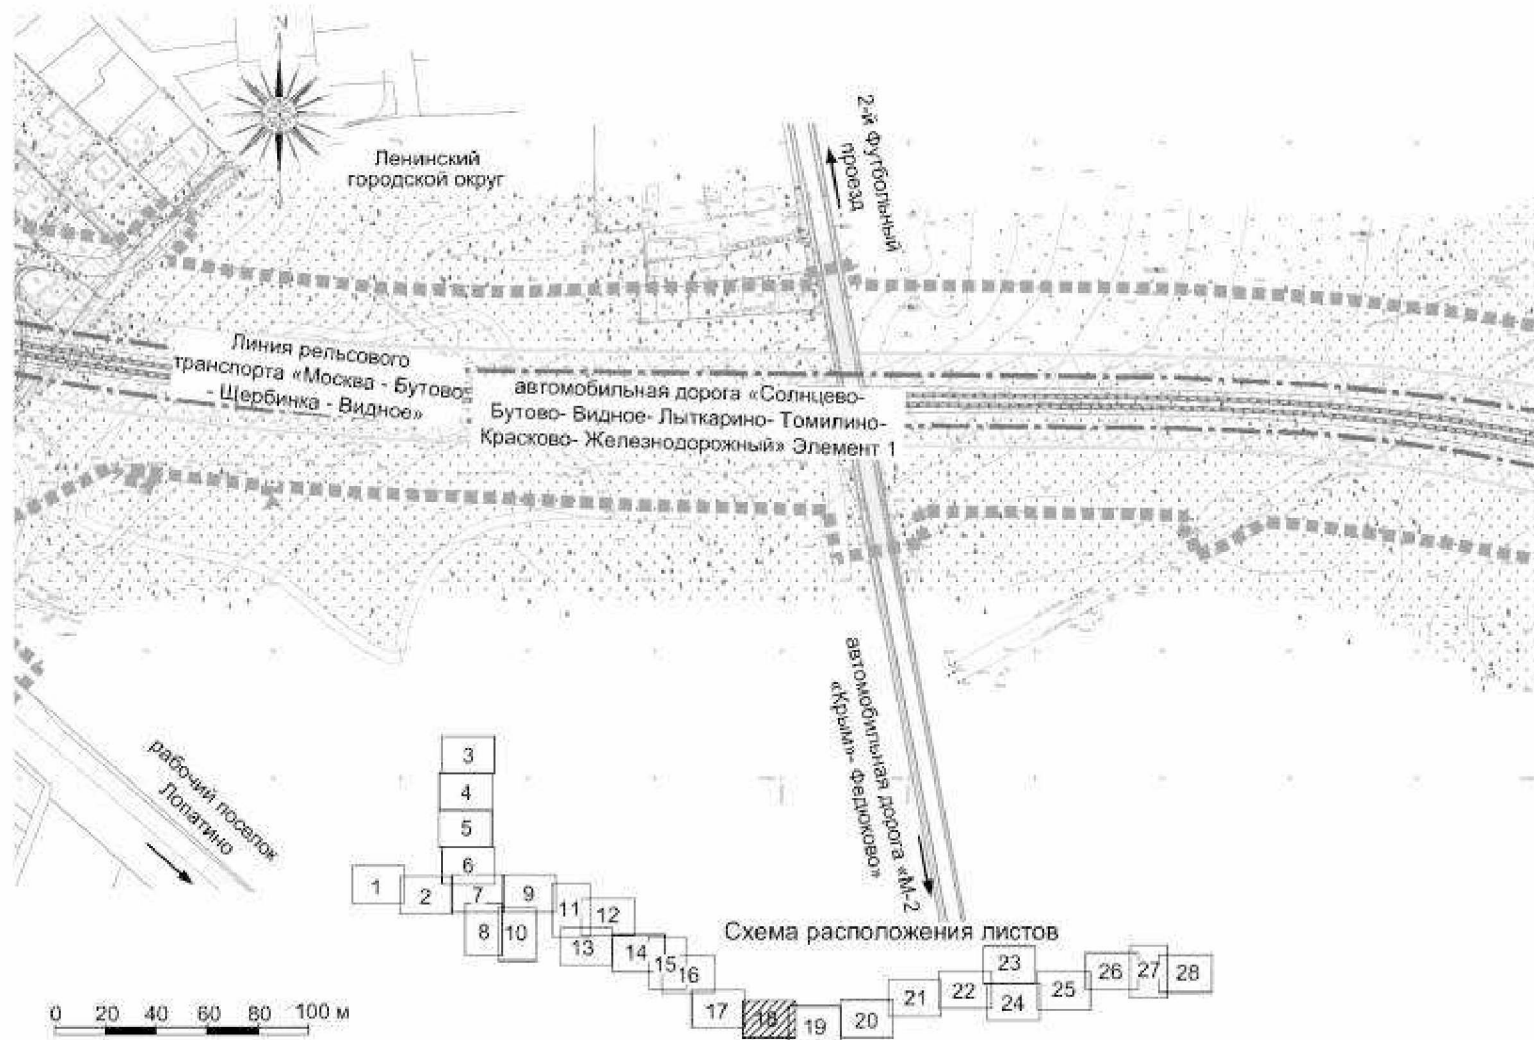 Ленинский
городской округ
2-й Футбольный
проезд
Линия рельсового
транспорта «Москва - Бутово
- Щербинка - Видное»
автомобильная дорога «Солнцево-
Бутово- Видное- Лыткарино- Томилино-
Красково- Железнодорожный» Элемент 1
автомобильная дорога «М-2
«Крым»- Федюково»
рабочий поселок
Лопатино
Схема расположения листов
1
2
3
4
5
6
7
8
9
10
11
12
13
14
15
16
17
18
19
20
21
22
23
24
25
26
27
28
0 20 40 60 80 100 м